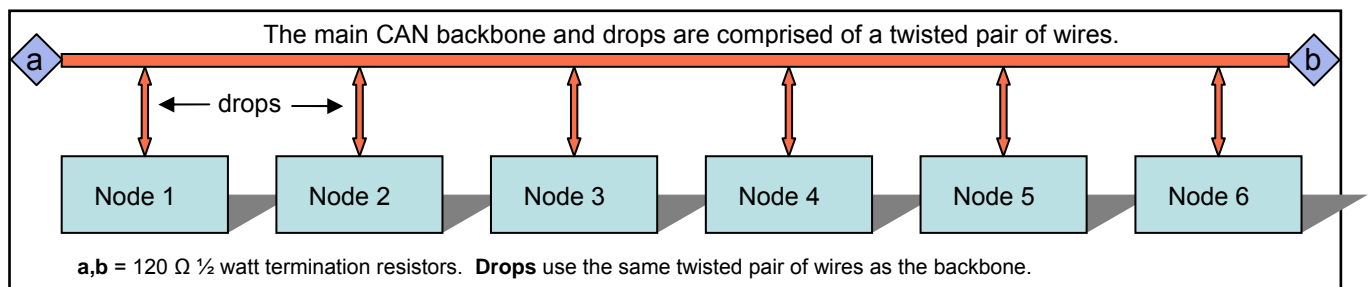 The main CAN backbone and drops are comprised of a twisted pair of wires.
a
b
drops
Node 1
Node 2
Node 3
Node 4
Node 5
Node 6
a,b = 120 Ω ½ watt termination resistors. Drops use the same twisted pair of wires as the backbone.